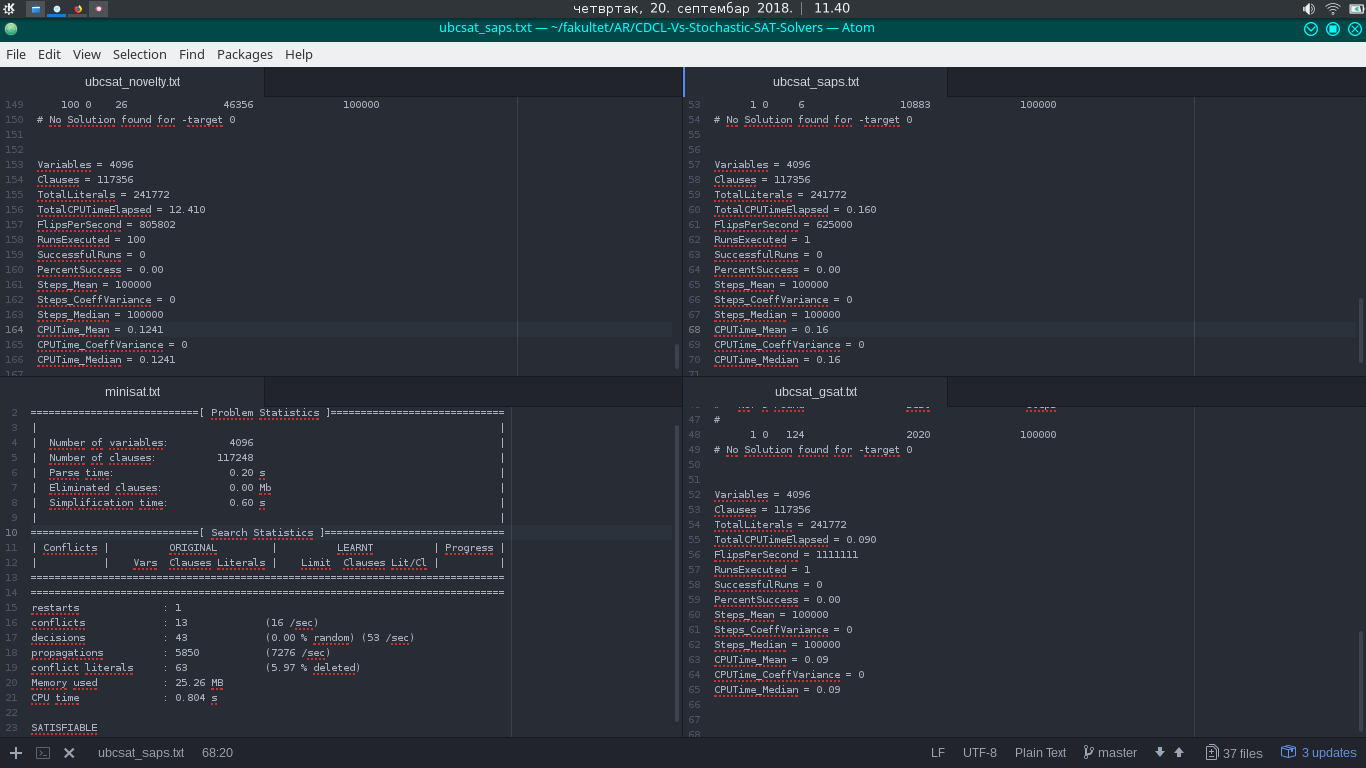 четвртак, 20. септембар 2018. | 11.40
ubcsat_saps.txt — ~/fakultet/AR/CDCL-Vs-Stochastic-SAT-Solvers — Atom
File Edit View Selection Find Packages Help
ubcsat_novelty.txt
149 100 0 26 46356 100000
150 # No Solution found for -target 0
151
152
153 Variables = 4096
154 Clauses = 117356
155 TotalLiterals = 241772
156 TotalCPUTimeElapsed = 12.410
157 FlipsPerSecond = 805802
158 RunsExecuted = 100
159 SuccessfulRuns = 0
160 PercentSuccess = 0.00
161 Steps_Mean = 100000
162 Steps_CoeffVariance = 0
163 Steps_Median = 100000
164 CPUTime_Mean = 0.1241
165 CPUTime_CoeffVariance = 0
166 CPUTime_Median = 0.1241
167
ubcsat_saps.txt
53 1 0 6 10883 100000
54 # No Solution found for -target 0
55
56
57 Variables = 4096
58 Clauses = 117356
59 TotalLiterals = 241772
60 TotalCPUTimeElapsed = 0.160
61 FlipsPerSecond = 625000
62 RunsExecuted = 1
63 SuccessfulRuns = 0
64 PercentSuccess = 0.00
65 Steps_Mean = 100000
66 Steps_CoeffVariance = 0
67 Steps_Median = 100000
68 CPUTime_Mean = 0.16
69 CPUTime_CoeffVariance = 0
70 CPUTime_Median = 0.16
71
minisat.txt
2 ============================[ Problem Statistics ]=============================
3 | |
4 | Number of variables: 4096 |
5 | Number of clauses: 117248 |
6 | Parse time: 0.20 s |
7 | Eliminated clauses: 0.00 Mb |
8 | Simplification time: 0.60 s |
9 | |
10 ============================[ Search Statistics ]==============================
11 | Conflicts | ORIGINAL | LEARNT | Progress |
12 | | Vars Clauses Literals | Limit Clauses Lit/Cl | |
13 ===============================================================================
14 ===============================================================================
15 restarts : 1
16 conflicts : 13 (16 /sec)
17 decisions : 43 (0.00 % random) (53 /sec)
18 propagations : 5850 (7276 /sec)
19 conflict literals : 63 (5.97 % deleted)
20 Memory used : 25.26 MB
21 CPU time : 0.804 s
22
23 SATISFIABLE
ubcsat_gsat.txt
47 #
48 1 0 124 2020 100000
49 # No Solution found for -target 0
50
51
52 Variables = 4096
53 Clauses = 117356
54 TotalLiterals = 241772
55 TotalCPUTimeElapsed = 0.090
56 FlipsPerSecond = 1111111
57 RunsExecuted = 1
58 SuccessfulRuns = 0
59 PercentSuccess = 0.00
60 Steps_Mean = 100000
61 Steps_CoeffVariance = 0
62 Steps_Median = 100000
63 CPUTime_Mean = 0.09
64 CPUTime_CoeffVariance = 0
65 CPUTime_Median = 0.09
66
67
68
ubcsat_saps.txt 68:20 LF UTF-8 Plain Text master 37 files 3 updates